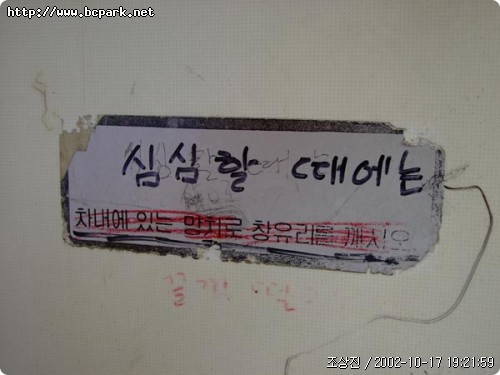 http://www.bcpark.net
심심할 때에는
차내에 있는 망치로 창유리를 깨시오
조상진 / 2002-10-17 19:21:59